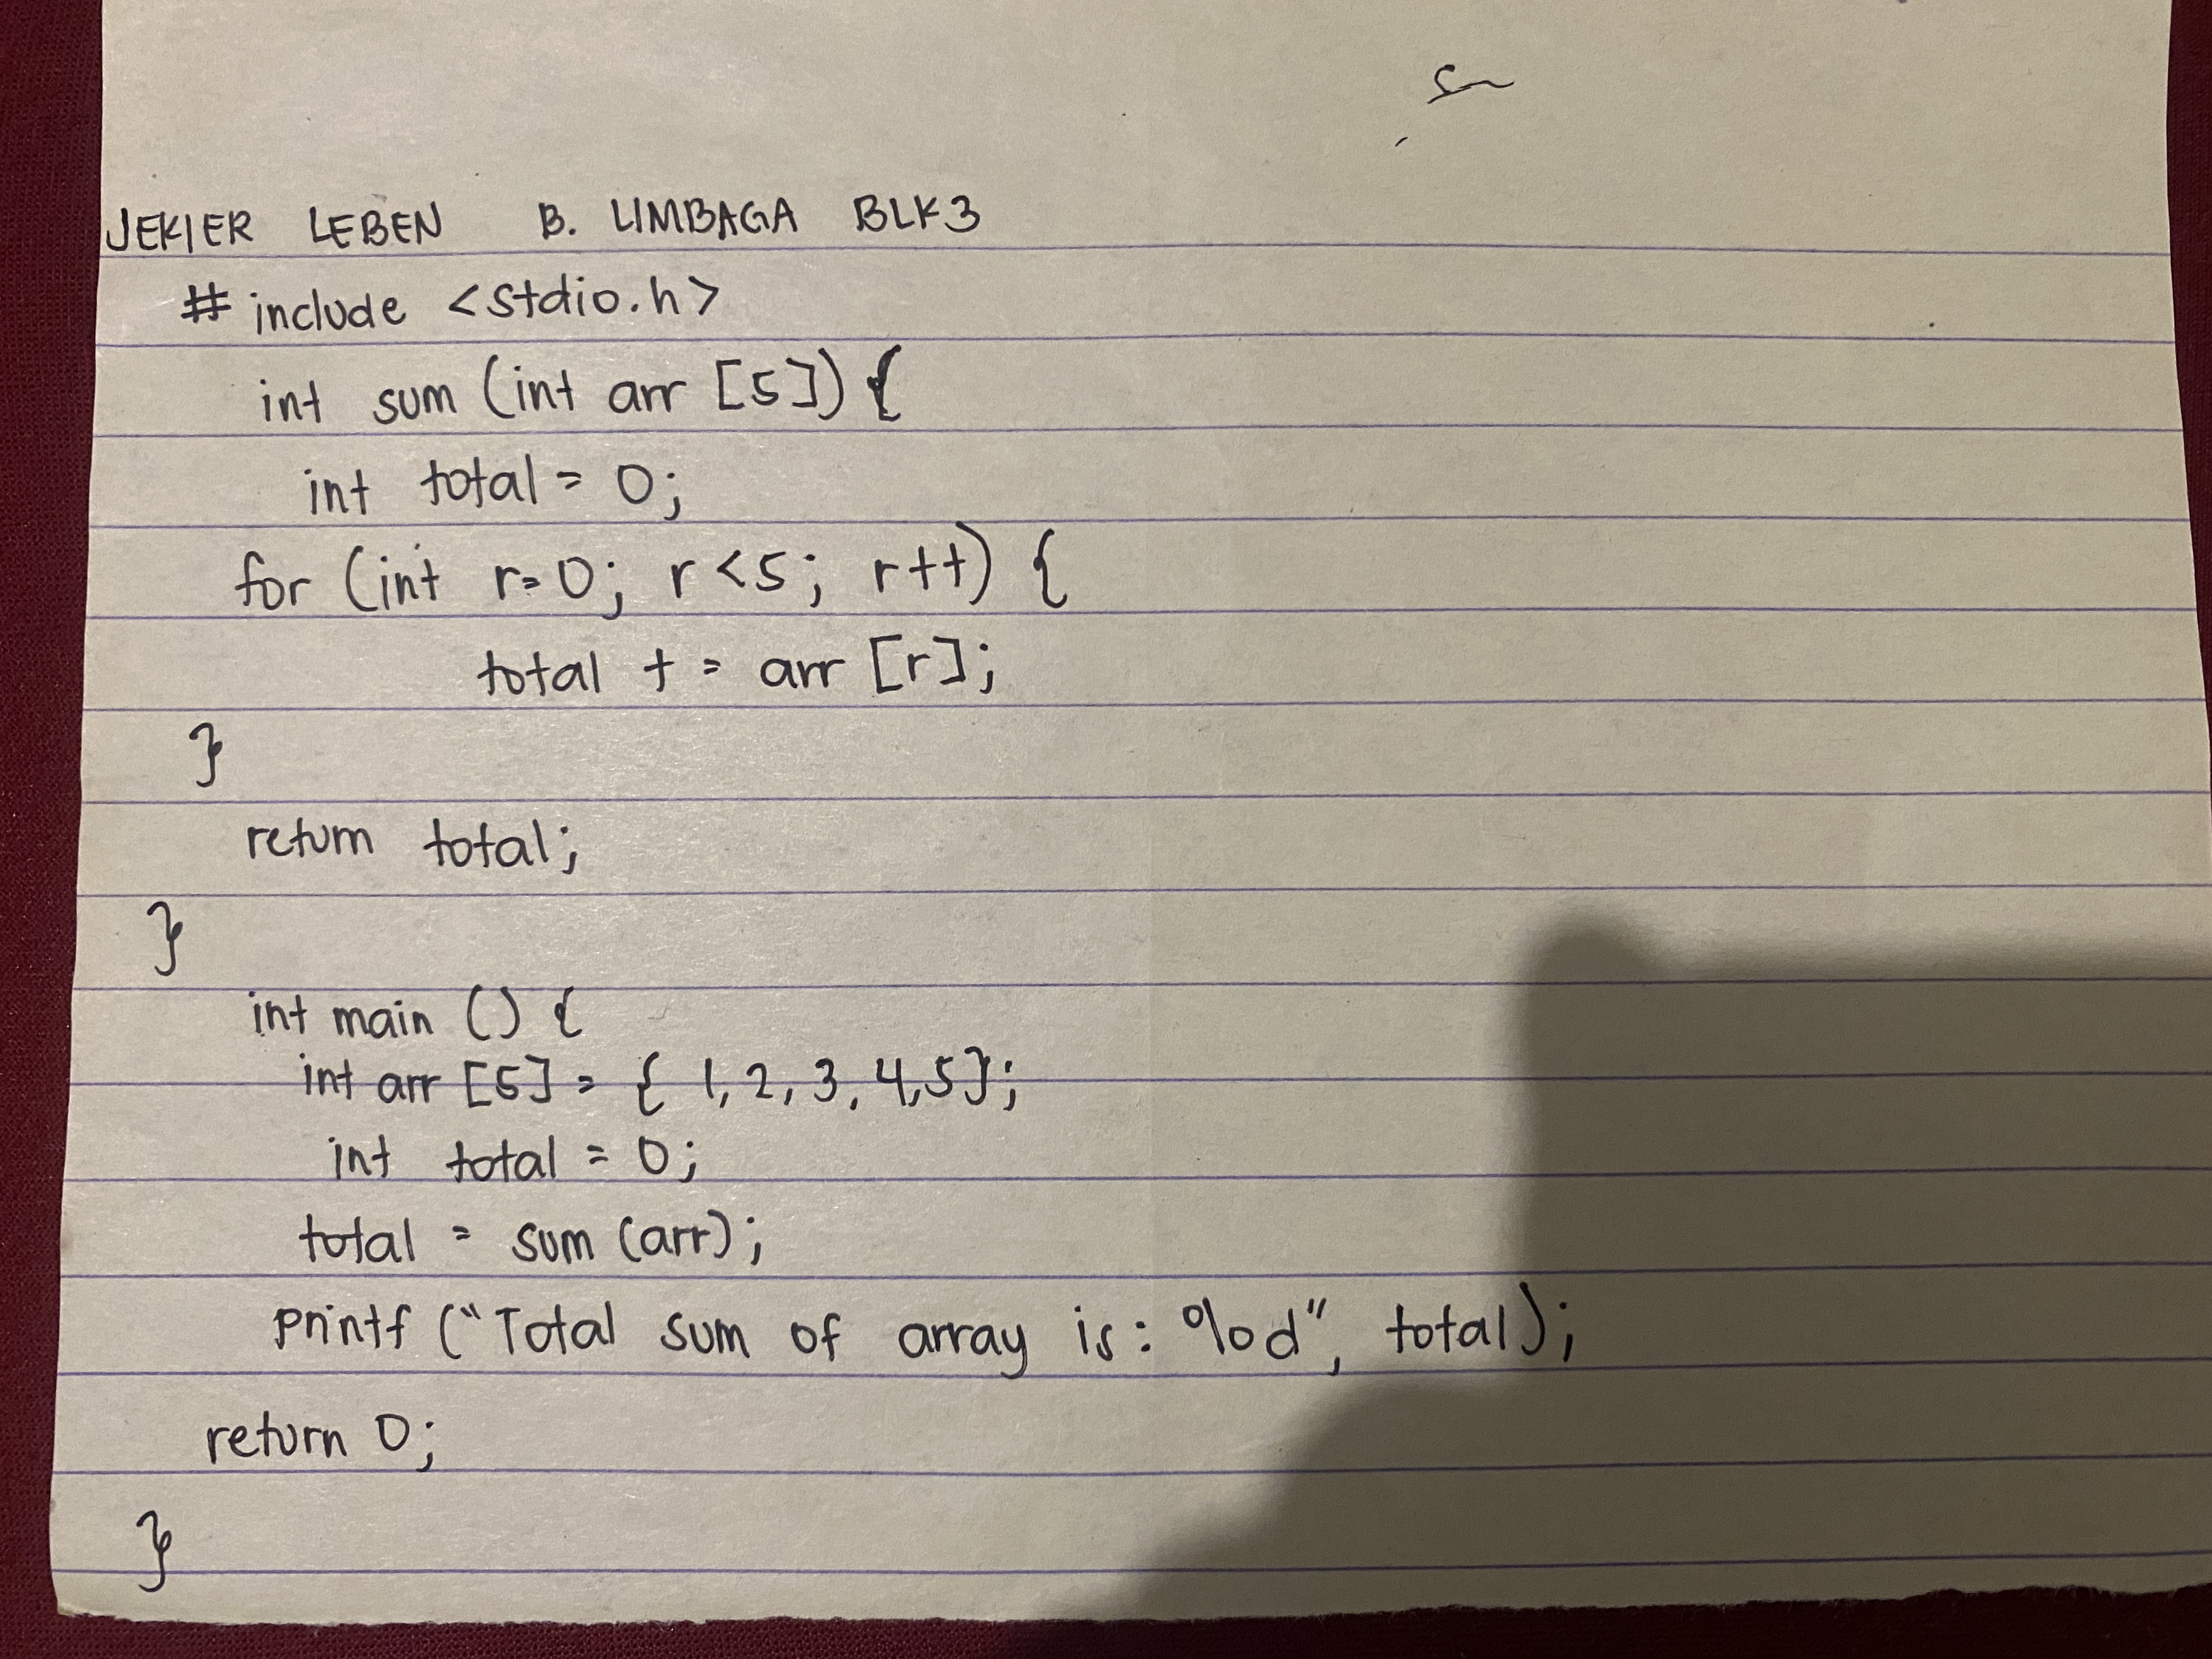 JEKIER LEBEN B. LIMBAGA BLK3
# include <stdio.h>
int sum (int arr [5]) {
int total = 0;
for (int r=0; r<5; r++) {
total + = arr [r];
}
return total;
}
int main () {
int arr [5] = { 1, 2, 3, 4,5};
int total = 0;
total = sum (arr);
printf ("Total sum of array is: %d", total);
return 0;
}